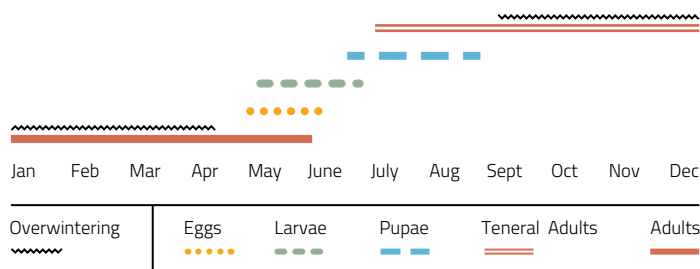 Jan Feb Mar Apr May June July Aug Sept Oct Nov Dec
Overwintering Eggs Larvae Pupae Teneral Adults Adults